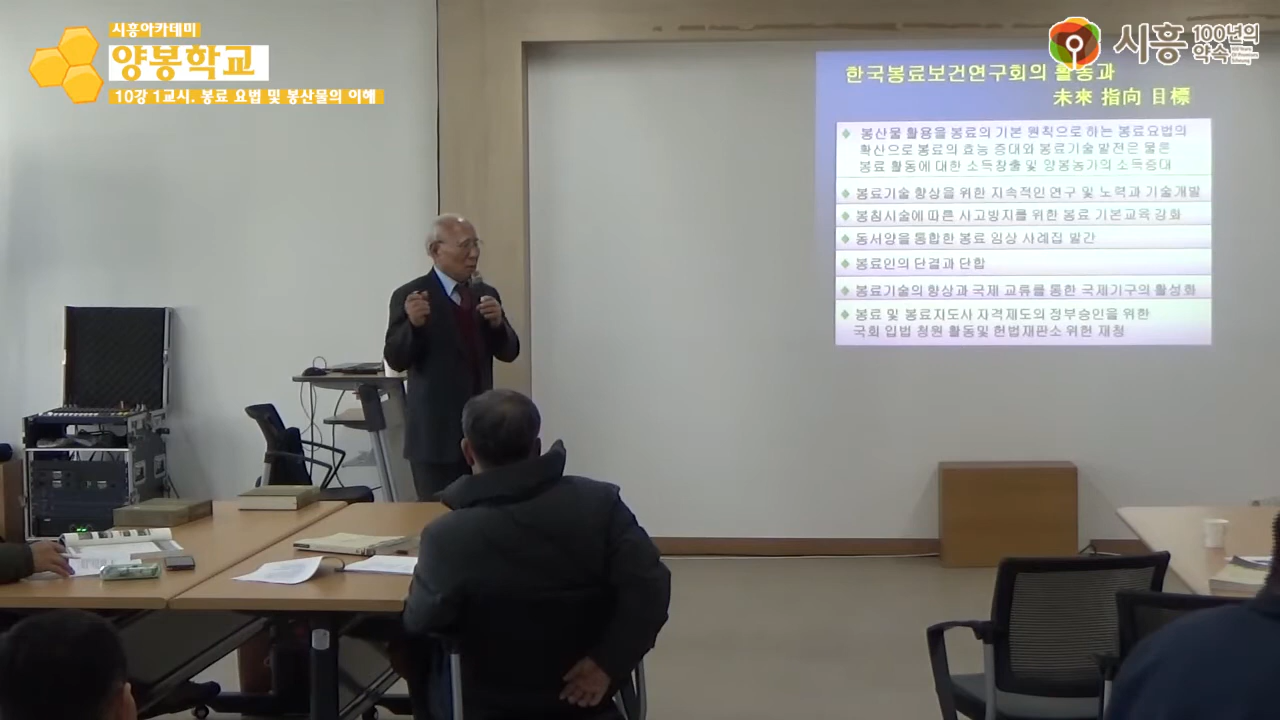 시흥아카데미
양봉학교
10강 1교시. 봉료 요법 및 봉산물의 이해
시흥 100년의 약속
한국봉료보건연구회의 활동과
未來 指向 目標
봉산물 활용을 봉료의 기본 원칙으로 하는 봉료요법의
확산으로 봉료의 효능 증대와 봉료기술 발전은 물론
봉료 활동에 대한 소득창출 및 양봉농가의 소득증대
봉료기술 향상을 위한 지속적인 연구 및 노력과 기술개발
봉침시술에 따른 사고방지를 위한 봉료 기본교육 강화
동서양을 통합한 봉료 임상 사례집 발간
봉료인의 단결과 단합
봉료기술의 향상과 국제 교류를 통한 국제기구의 활성화
봉료 및 봉료지도사 자격제도의 정부승인을 위한
국회 입법 청원 활동및 헌법재판소 위헌 재청